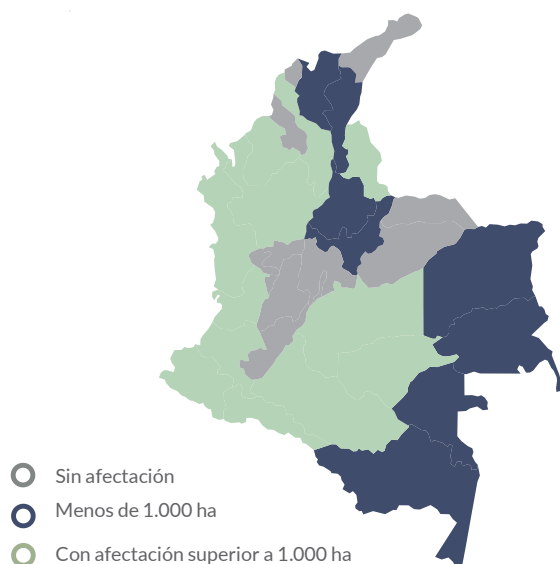 Sin afectación
Menos de 1.000 ha
Con afectación superior a 1.000 ha